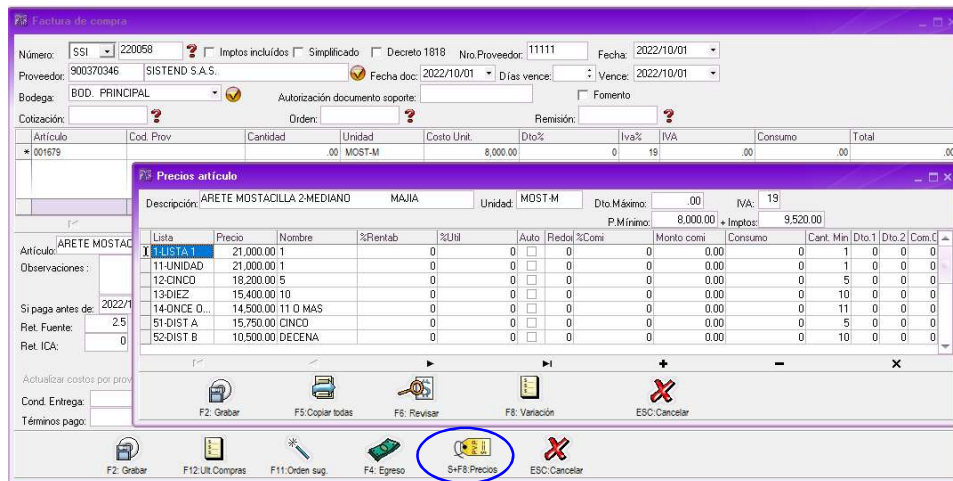 Factura de compra
Número: SSI 220058 ? Imptos incluídos Simplificado Decreto 1818 Nro.Proveedor: 11111 Fecha: 2022/10/01
Proveedor: 900370346 SISTEND S.A.S. Fecha doc: 2022/10/01 Días vence: Vence: 2022/10/01
Bodega: BOD. PRINCIPAL Autorización documento soporte: Fomento
Cotización: ? Orden: ? Remisión: ?
Artículo Cod. Prov Cantidad Unidad Costo Unit. Dto% Iva% IVA Consumo Total
* 001679 .00 MOST-M 8,000.00 0 19 .00 .00 .00
Precios artículo
Descripción: ARETE MOSTACILLA 2-MEDIANO MAJIA Unidad: MOST-M Dto.Máximo: .00 IVA: 19
P.Mínimo: 8,000.00 + Imptos: 9,520.00
Lista Precio Nombre %Rentab %Util Auto Redoi %Comi Monto comi Consumo Cant. Min Dto.1 Dto.2 Com.C
1-LISTA 1 21,000.00 1 0 0 0 0 0.00 0 1 0 0 0
11-UNIDAD 21,000.00 1 0 0 0 0 0.00 0 1 0 0 0
12-CINCO 18,200.00 5 0 0 0 0 0.00 0 5 0 0 0
13-DIEZ 15,400.00 10 0 0 0 0 0.00 0 10 0 0 0
14-ONCE O... 14,500.00 11 O MAS 0 0 0 0 0.00 0 11 0 0 0
51-DIST A 15,750.00 CINCO 0 0 0 0 0.00 0 5 0 0 0
52-DIST B 10,500.00 DECENA 0 0 0 0 0.00 0 10 0 0 0
F2: Grabar F5:Copiar todas F6: Revisar F8: Variación ESC:Cancelar
Artículo: ARETE MOSTAC
Observaciones :
Si paga antes de: 2022/1
Ret. Fuente: 2.5
Ret. ICA: 0
Actualizar costos por prov
Cond. Entrega:
Términos pago:
F2: Grabar F12:Ult.Compras F11:Orden sug. F4: Egreso S+F8:Precios ESC:Cancelar